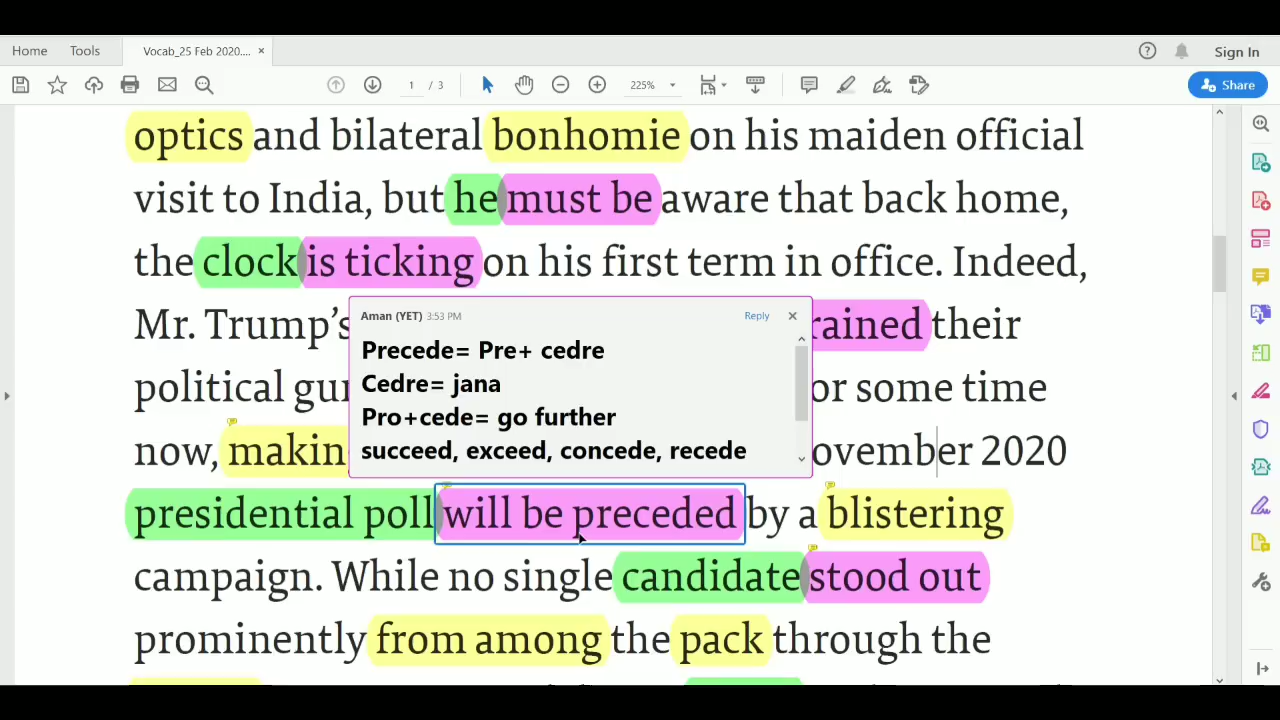 Home Tools Vocab_25 Feb 2020.... × Sign In
1 / 3 225% Share
optics and bilateral bonhomie on his maiden official
visit to India, but he must be aware that back home,
the clock is ticking on his first term in office. Indeed,
Mr. Trump's rained their
political gu or some time
now, makin ovember 2020
Aman (YET) 3:53 PM Reply
Precede= Pre+ cedre
Cedre= jana
Pro+cede= go further
succeed, exceed, concede, recede
presidential poll will be preceded by a blistering
campaign. While no single candidate stood out
prominently from among the pack through the